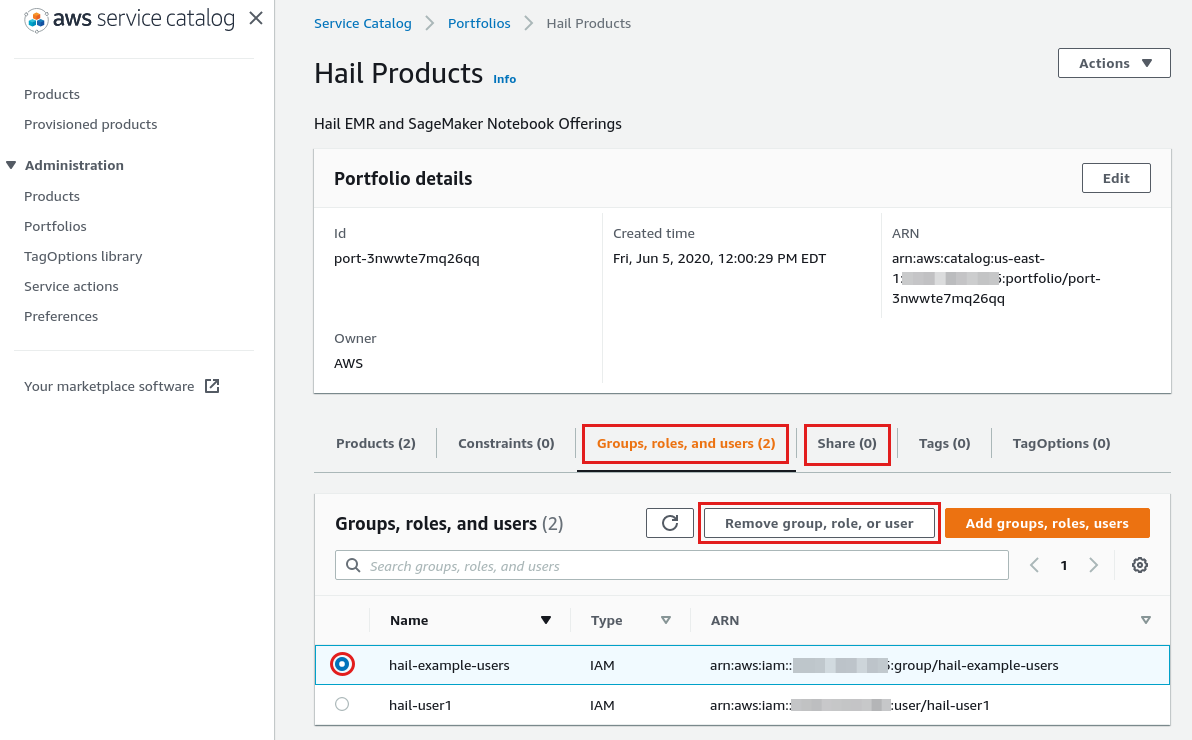 aws service catalog
Products
Provisioned products
Administration
Products
Portfolios
TagOptions library
Service actions
Preferences
Your marketplace software
Service Catalog > Portfolios > Hail Products
Hail Products Info
Actions
Hail EMR and SageMaker Notebook Offerings
Portfolio details
Edit
Id
port-3nwwte7mq26qq
Created time
Fri, Jun 5, 2020, 12:00:29 PM EDT
ARN
arn:aws:catalog:us-east-
1: :portfolio/port-
3nwwte7mq26qq
Owner
AWS
Products (2) Constraints (0) Groups, roles, and users (2) Share (0) Tags (0) TagOptions (0)
Groups, roles, and users (2) Remove group, role, or user Add groups, roles, users
Search groups, roles, and users 1
Name Type ARN
hail-example-users IAM arn:aws:iam:: :group/hail-example-users
hail-user1 IAM arn:aws:iam:: :user/hail-user1